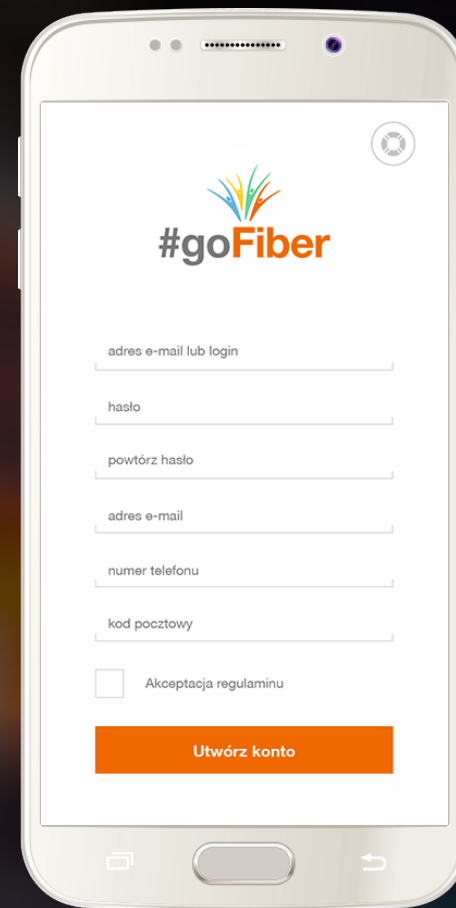 #goFiber
adres e-mail lub login
hasło
powtórz hasło
adres e-mail
numer telefonu
kod pocztowy
Akceptacja regulaminu
Utwórz konto